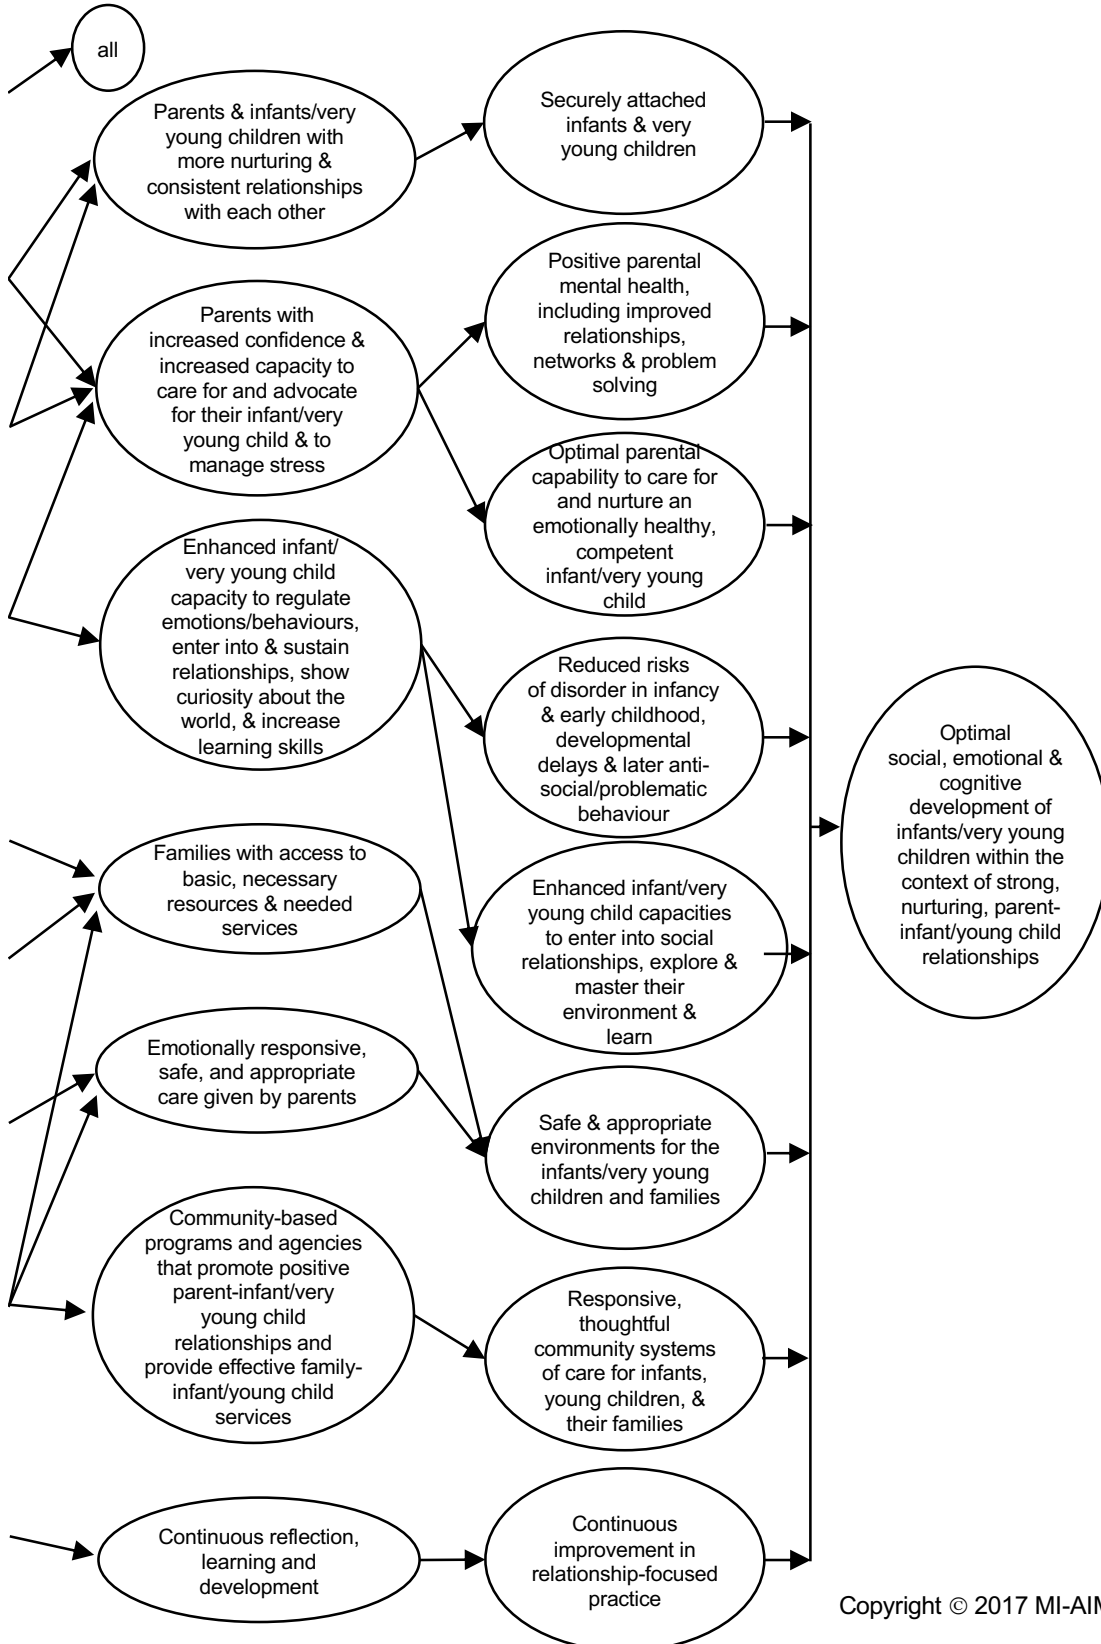 all
Parents & infants/very
young children with
more nurturing &
consistent relationships
with each other
Securely attached
infants & very
young children
Parents with
increased confidence &
increased capacity to
care for and advocate
for their infant/very
young child & to
manage stress
Positive parental
mental health,
including improved
relationships,
networks & problem
solving
Optimal parental
capability to care for
and nurture an
emotionally healthy,
competent
infant/very young
child
Enhanced infant/
very young child
capacity to regulate
emotions/behaviours,
enter into & sustain
relationships, show
curiosity about the
world, & increase
learning skills
Reduced risks
of disorder in infancy
& early childhood,
developmental
delays & later anti-
social/problematic
behaviour
Enhanced infant/very
young child capacities
to enter into social
relationships, explore &
master their
environment &
learn
Families with access to
basic, necessary
resources & needed
services
Emotionally responsive,
safe, and appropriate
care given by parents
Safe & appropriate
environments for the
infants/very young
children and families
Community-based
programs and agencies
that promote positive
parent-infant/very
young child
relationships and
provide effective family-
infant/young child
services
Responsive,
thoughtful
community systems
of care for infants,
young children, &
their families
Continuous reflection,
learning and
development
Continuous
improvement in
relationship-focused
practice
Optimal
social, emotional &
cognitive
development of
infants/very young
children within the
context of strong,
nurturing, parent-
infant/young child
relationships
Copyright © 2017 MI-AIM